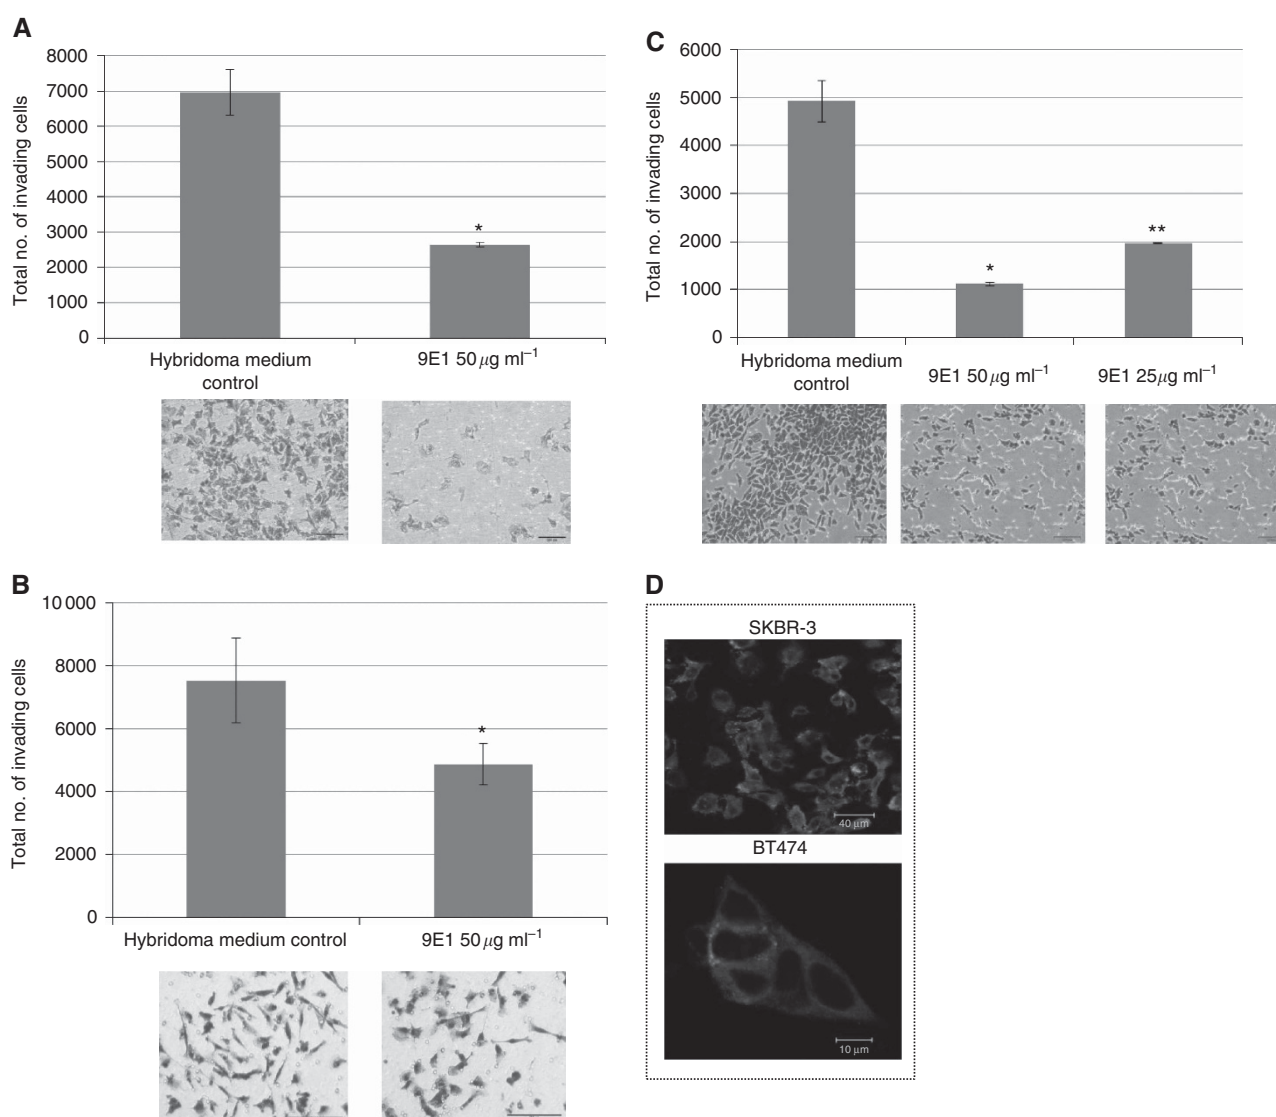 A
Total no. of invading cells
8000
7000
6000
5000
4000
3000
2000
1000
0
*
Hybridoma medium
control
9E1 50 µg ml⁻¹
B
Total no. of invading cells
10 000
8000
6000
4000
2000
0
*
Hybridoma medium control
9E1 50 µg ml⁻¹
C
Total no. of invading cells
6000
5000
4000
3000
2000
1000
0
*
**
Hybridoma medium
control
9E1 50 µg ml⁻¹
9E1 25µg ml⁻¹
D
SKBR-3
40 µm
BT474
10 µm